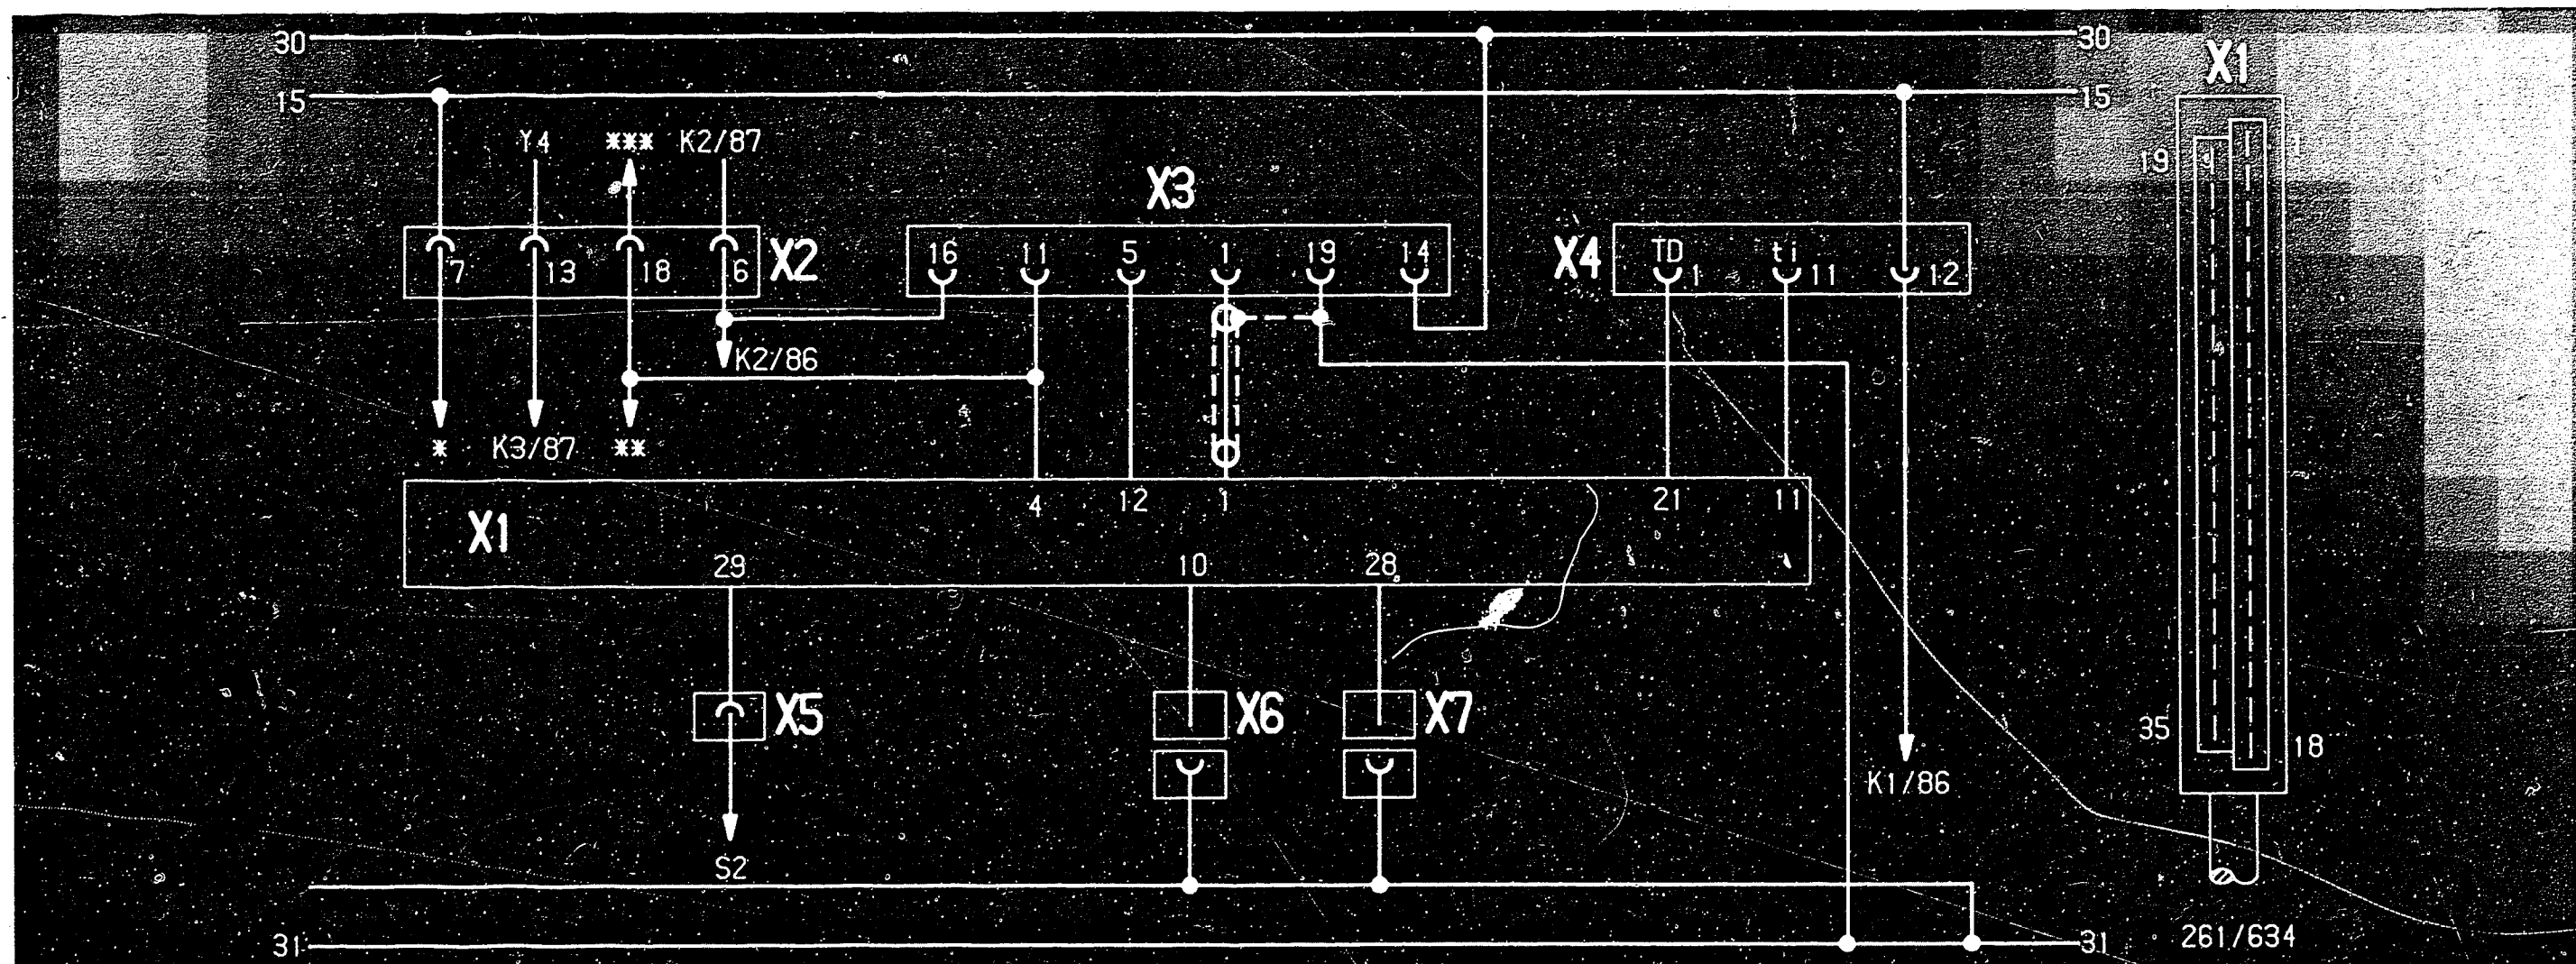 30 30
X1
15 15
Y4 *** K2/87
19 1
X3
16 11 5 1 19 14 X4 TD ti
7 13 18 6 X2 1 11 12
K2/86
* K3/87 **
4 12 1 21 11
X1
29 10 28
X5 X6 X7 35 18
K1/86
S2
31 31 261/634